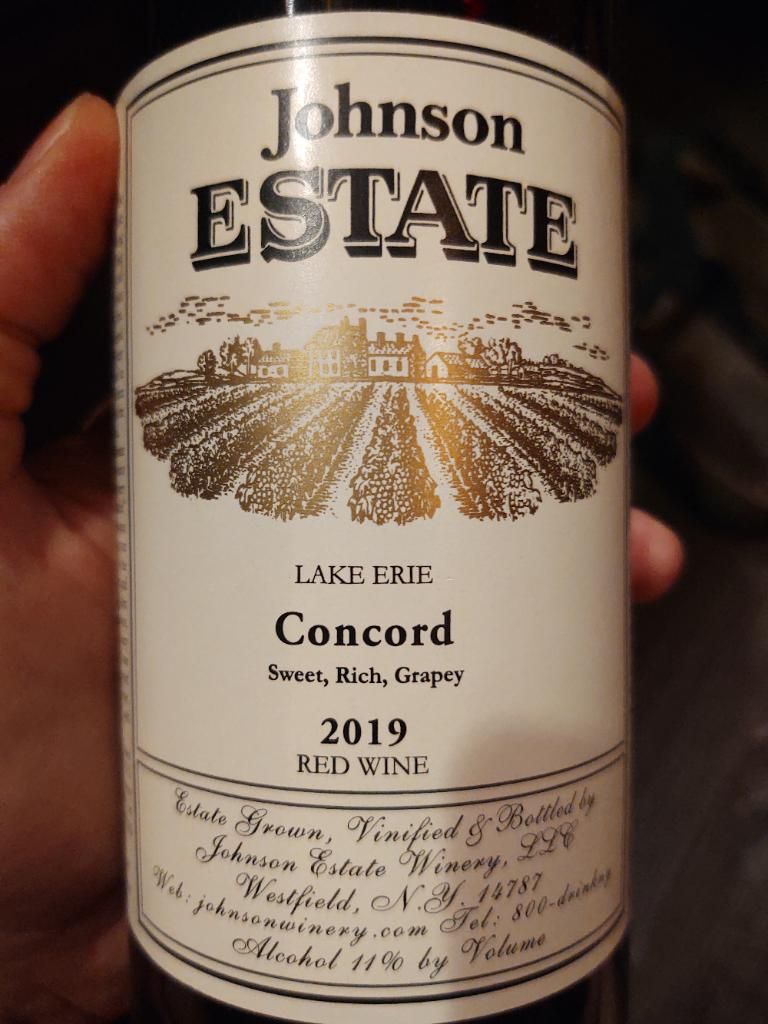 Johnson
ESTATE
LAKE ERIE
Concord
Sweet, Rich, Grapey
2019
RED WINE
Estate Grown, Vinified & Bottled by
Johnson Estate Winery, LLC
Westfield, N.Y. 14787
Web: johnsonwinery.com Tel: 800-drinkny
Alcohol 11% by Volume